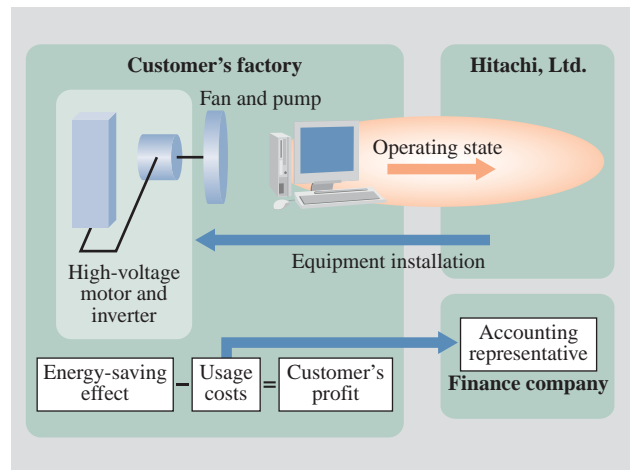 Customer's factory
Hitachi, Ltd.
Fan and pump
Operating state
Equipment installation
High-voltage
motor and
inverter
Accounting
representative
Finance company
Energy-saving
effect
–
Usage
costs
=
Customer's
profit